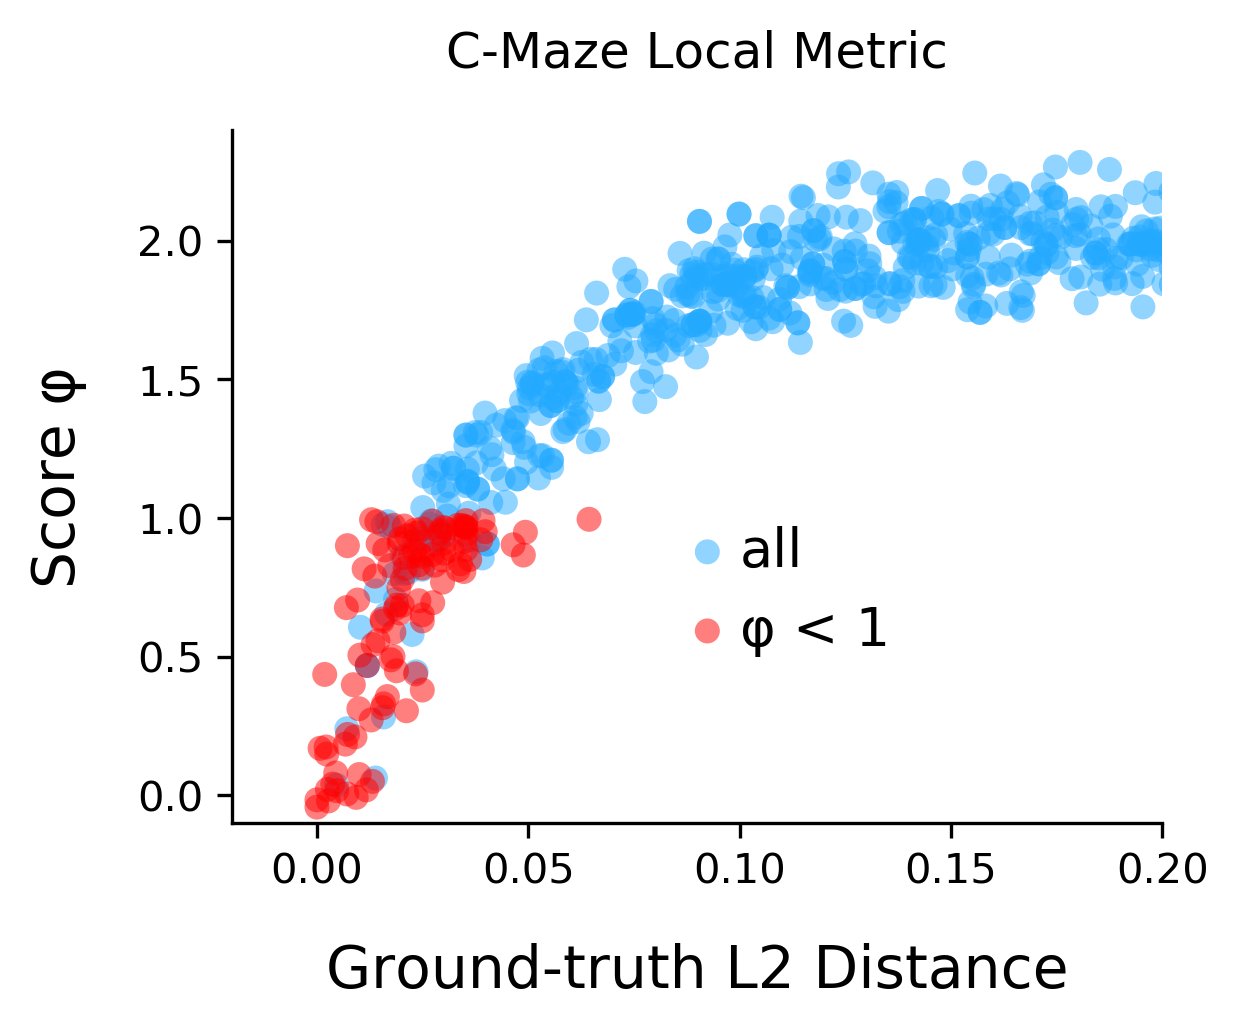 C-Maze Local Metric
Score φ
2.0
1.5
1.0
0.5
0.0
all
φ < 1
0.00 0.05 0.10 0.15 0.20
Ground-truth L2 Distance